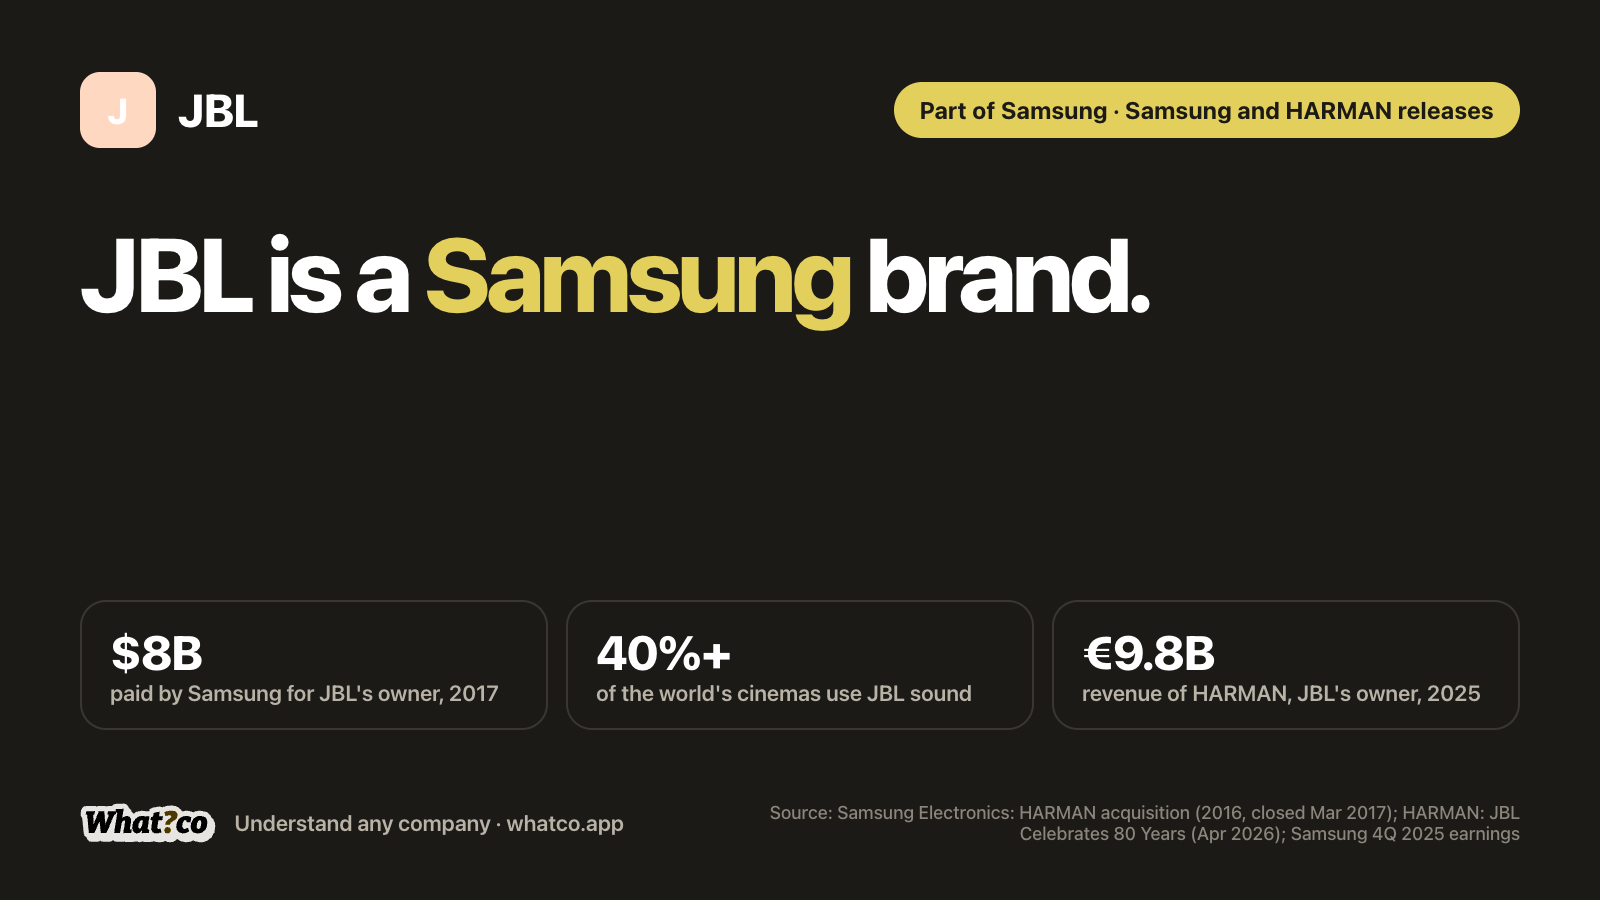 J
JBL
Part of Samsung · Samsung and HARMAN releases
JBL is a Samsung brand.
$8B
paid by Samsung for JBL's owner, 2017
40%+
of the world's cinemas use JBL sound
€9.8B
revenue of HARMAN, JBL's owner, 2025
What?co
Understand any company · whatco.app
Source: Samsung Electronics: HARMAN acquisition (2016, closed Mar 2017); HARMAN: JBL
Celebrates 80 Years (Apr 2026); Samsung 4Q 2025 earnings